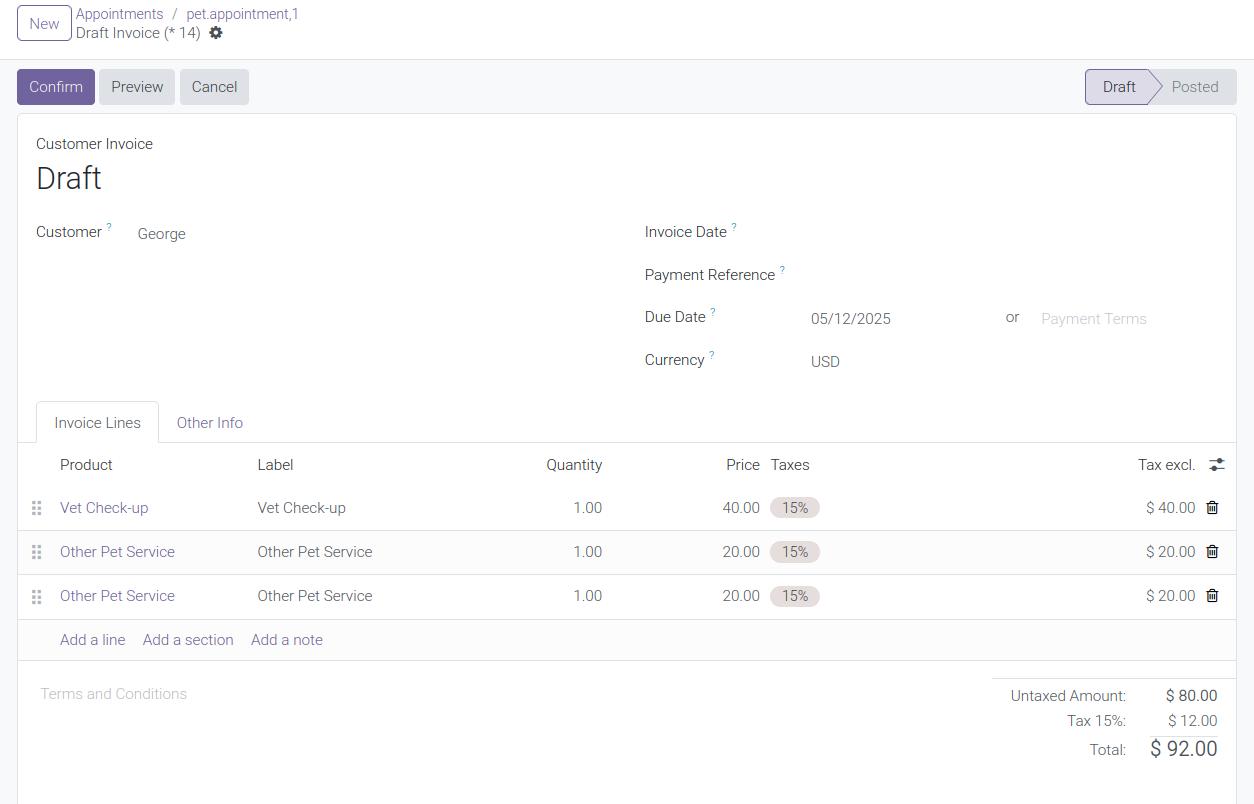 New
Appointments / pet.appointment,1
Draft Invoice (* 14)
Confirm Preview Cancel
Draft Posted
Customer Invoice
Draft
Customer ? George
Invoice Date ?
Payment Reference ?
Due Date ? 05/12/2025 or Payment Terms
Currency ? USD
Invoice Lines Other Info
Product Label Quantity Price Taxes Tax excl.
Vet Check-up Vet Check-up 1.00 40.00 15% $ 40.00
Other Pet Service Other Pet Service 1.00 20.00 15% $ 20.00
Other Pet Service Other Pet Service 1.00 20.00 15% $ 20.00
Add a line Add a section Add a note
Terms and Conditions
Untaxed Amount: $ 80.00
Tax 15%: $ 12.00
Total: $ 92.00